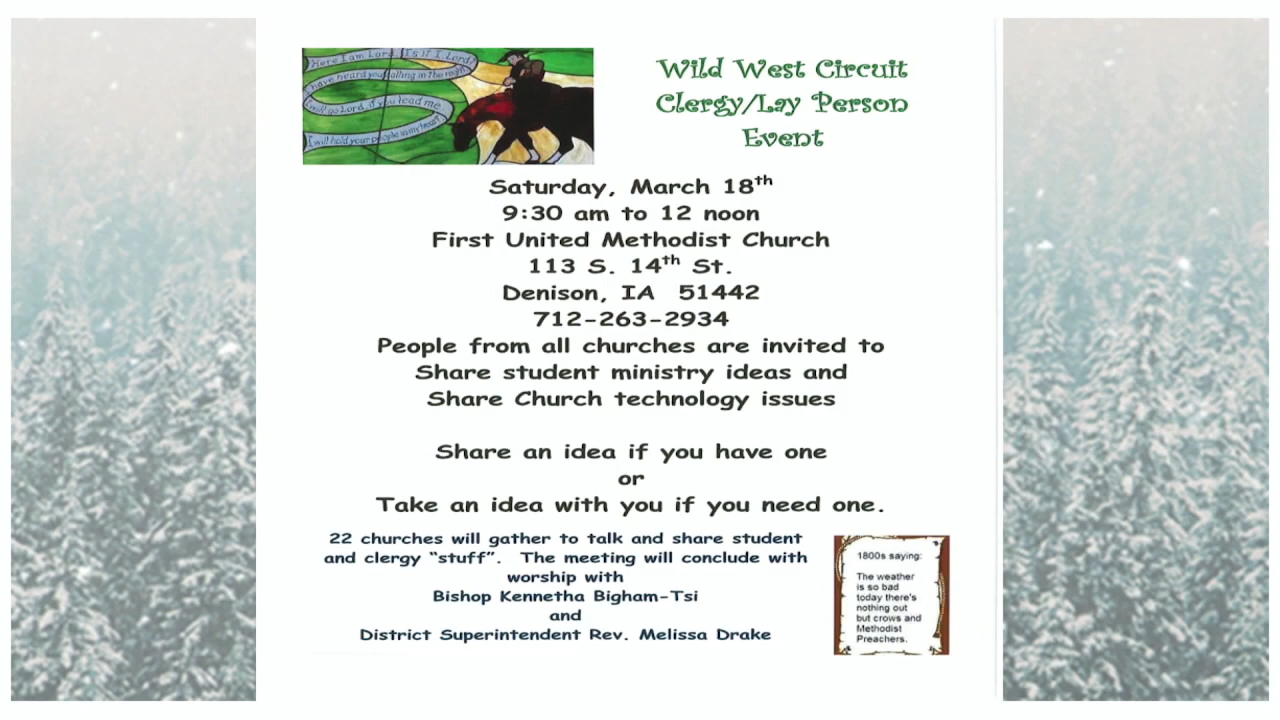 Here I am Lord. Is it I, Lord?
I have heard you calling in the night
I will go Lord, if you lead me.
I will hold your people in my heart.
Wild West Circuit
Clergy/Lay Person
Event
Saturday, March 18th
9:30 am to 12 noon
First United Methodist Church
113 S. 14th St.
Denison, IA 51442
712-263-2934
People from all churches are invited to
Share student ministry ideas and
Share Church technology issues
Share an idea if you have one
or
Take an idea with you if you need one.
22 churches will gather to talk and share student
and clergy “stuff”. The meeting will conclude with
worship with
Bishop Kennetha Bigham-Tsi
and
District Superintendent Rev. Melissa Drake
1800s saying:
The weather
is so bad
today there's
nothing out
but crows and
Methodist
Preachers.